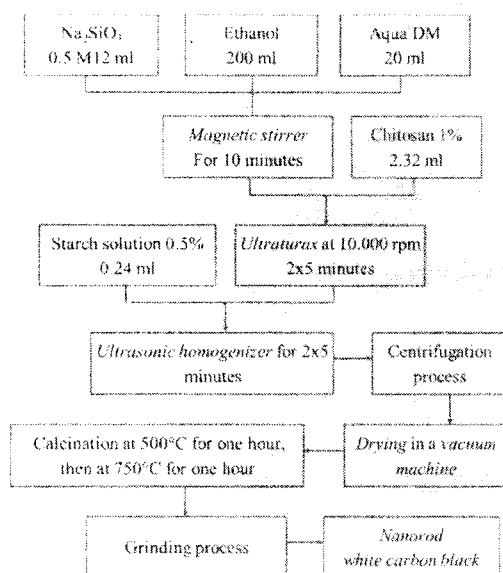 Na₂SiO₃
0.5 M12 ml
Ethanol
200 ml
Aqua DM
20 ml
Magnetic stirrer
For 10 minutes
Chitosan 1%
2.32 ml
Starch solution 0.5%
0.24 ml
Ultraturax at 10.000 rpm
2x5 minutes
Ultrasonic homogenizer for 2x5
minutes
Centrifugation
process
Calcination at 500°C for one hour,
then at 750°C for one hour
Drying in a vacuum
machine
Grinding process
Nanorod
white carbon black